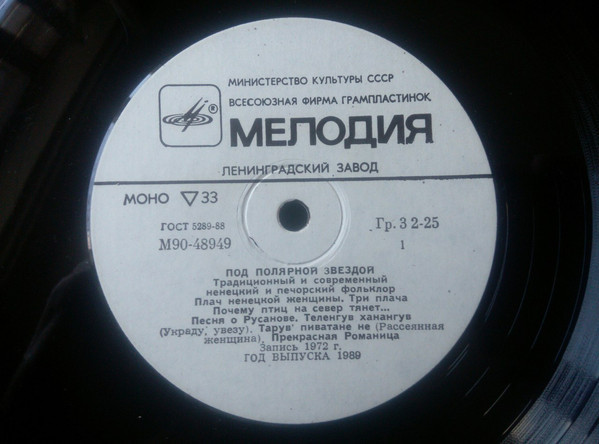 МИНИСТЕРСТВО КУЛЬТУРЫ СССР
ВСЕСОЮЗНАЯ ФИРМА ГРАМПЛАСТИНОК
®
МЕЛОДИЯ
ЛЕНИНГРАДСКИЙ ЗАВОД
МОНО ▽ 33
ГОСТ 5289-88
М90-48949
Гр. 3 2-25
1
ПОД ПОЛЯРНОЙ ЗВЕЗДОЙ
Традиционный и современный
ненецкий и печорский фольклор
Плач ненецкой женщины. Три плача
Почему птиц на север тянет...
Песня о Русанове. Теленгув ханангув
(Украду, увезу). Тарув' пиватане не (Рассеянная
женщина). Прекрасная Романица
Запись 1972 г.
ГОД ВЫПУСКА 1989